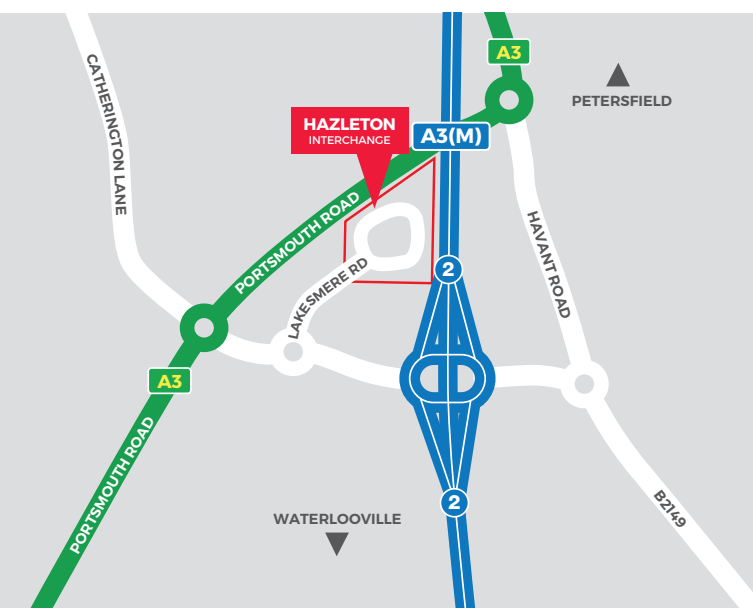 A3
CATHERINGTON LANE
PETERSFIELD
HAZLETON
INTERCHANGE
A3(M)
PORTSMOUTH ROAD
HAVANT ROAD
LAKESMERE RD
2
A3
PORTSMOUTH ROAD
2
B2149
WATERLOOVILLE